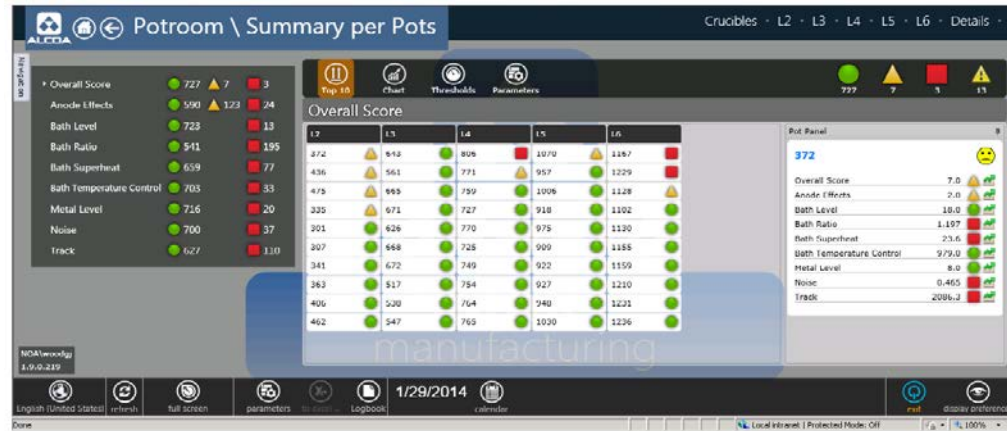 ALCOA
Potroom \ Summary per Pots
Crucibles - L2 - L3 - L4 - L5 - L6 - Details -
Navigation
Overall Score 727 7 3
Anode Effects 590 123 24
Bath Level 723 13
Bath Ratio 541 195
Bath Superheat 659 77
Bath Temperature Control 703 33
Metal Level 716 20
Noise 700 37
Track 627 110
Top 10 Chart Thresholds Parameters
727 7 3 13
Overall Score
L2 L3 L4 L5 L6
372 643 806 1070 1167
436 561 771 957 1229
475 665 759 1006 1128
335 671 727 918 1102
301 626 770 975 1130
307 668 725 909 1155
341 672 749 922 1159
363 517 754 927 1210
406 530 764 948 1231
462 547 765 1030 1236
Pot Panel
372
Overall Score 7.0
Anode Effects 2.0
Bath Level 18.0
Bath Ratio 1.197
Bath Superheat 23.6
Bath Temperature Control 979.0
Metal Level 8.0
Noise 0.465
Track 2086.3
manufacturing
1.9.0.219
English (United States) refresh full screen parameters Logbook 1/29/2014 calendar exit display preference
Done
Local intranet | Protected Mode: Off
100%